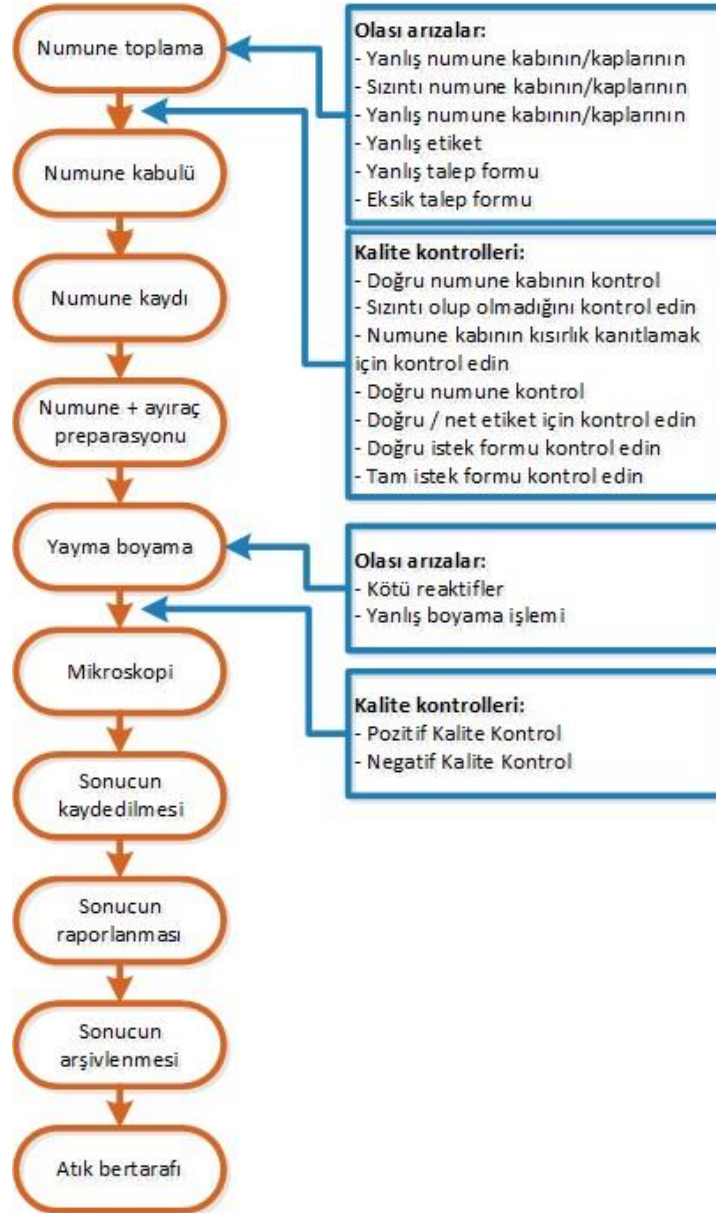 Numune toplama
Numune kabulü
Numune kaydı
Numune + ayıraç
preparasyonu
Yayma boyama
Mikroskopi
Sonucun
kaydedilmesi
Sonucun
raporlanması
Sonucun
arşivlenmesi
Atık bertarafı
Olası arızalar:
- Yanlış numune kabının/kaplarının
- Sızıntı numune kabının/kaplarının
- Yanlış numune kabının/kaplarının
- Yanlış etiket
- Yanlış talep formu
- Eksik talep formu
Kalite kontrolleri:
- Doğru numune kabının kontrol
- Sızıntı olup olmadığını kontrol edin
- Numune kabının kısırlık kanıtlamak
için kontrol edin
- Doğru numune kontrol
- Doğru / net etiket için kontrol edin
- Doğru istek formu kontrol edin
- Tam istek formu kontrol edin
Olası arızalar:
- Kötü reaktifler
- Yanlış boyama işlemi
Kalite kontrolleri:
- Pozitif Kalite Kontrol
- Negatif Kalite Kontrol